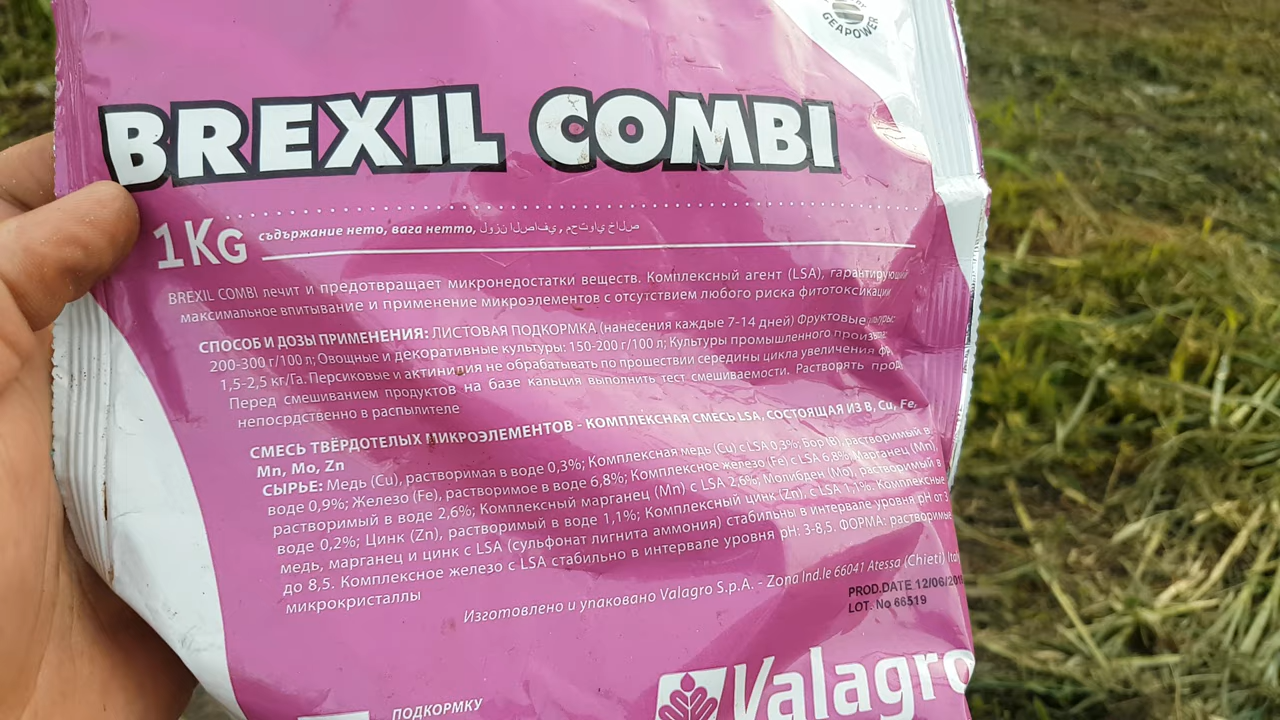 GEAPOWER
BREXIL COMBI
1KG съдържание нето, вага нетто, لوزن الصافي, محتواي خالص
BREXIL COMBI лечит и предотвращает микронедостатки веществ. Комплексный агент (LSA), гарантирующий
максимальное впитывание и применение микроэлементов с отсутствием любого риска фитотоксикации
СПОСОБ И ДОЗЫ ПРИМЕНЕНИЯ: ЛИСТОВАЯ ПОДКОРМКА (нанесения каждые 7-14 дней) Фруктовые
200-300 г/100 л; Овощные и декоративные культуры: 150-200 г/100 л; Культуры промышленного
1,5-2,5 кг/Га. Персиковые и актинидия не обрабатывать по прошествии середины цикла увеличения
Перед смешиванием продуктов на базе кальция выполнить тест смешиваемости. Растворять
непосрдственно в распылителе
СМЕСЬ ТВЁРДОТЕЛЫХ МИКРОЭЛЕМЕНТОВ - КОМПЛЕКСНАЯ СМЕСЬ LSA, СОСТОЯЩАЯ ИЗ B, Cu, Fe,
Mn, Mo, Zn
СЫРЬЕ: Медь (Cu), растворимая в воде 0,3%; Комплексная медь (Cu) с LSA 0,3%; Бор (B), растворимый в
воде 0,9%; Железо (Fe), растворимое в воде 6,8%; Комплексное железо (Fe) с LSA 6,8%; Марганец (Mn),
растворимый в воде 2,6%; Комплексный марганец (Mn) с LSA 2,6%; Молибден (Mo), растворимый в
воде 0,2%; Цинк (Zn), растворимый в воде 1,1%; Комплексный цинк (Zn), с LSA 1,1%. Комплексные
медь, марганец и цинк с LSA (сульфонат лигнита аммония) стабильны в интервале уровня pH от 3
до 8,5. Комплексное железо с LSA стабильно в интервале уровня pH: 3-8,5. ФОРМА: растворимые
микрокристаллы
Изготовлено и упаковано Valagro S.p.A. - Zona Ind.le 66041 Atessa (Chieti)
PROD.DATE 12/06/201
LOT. No 66519
Valagro
ПОДКОРМКУ